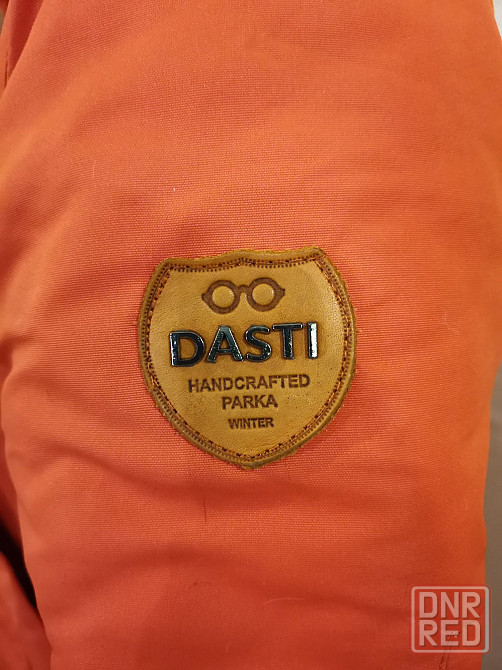 DASTI
HANDCRAFTED
PARKA
WINTER
DNR
RED